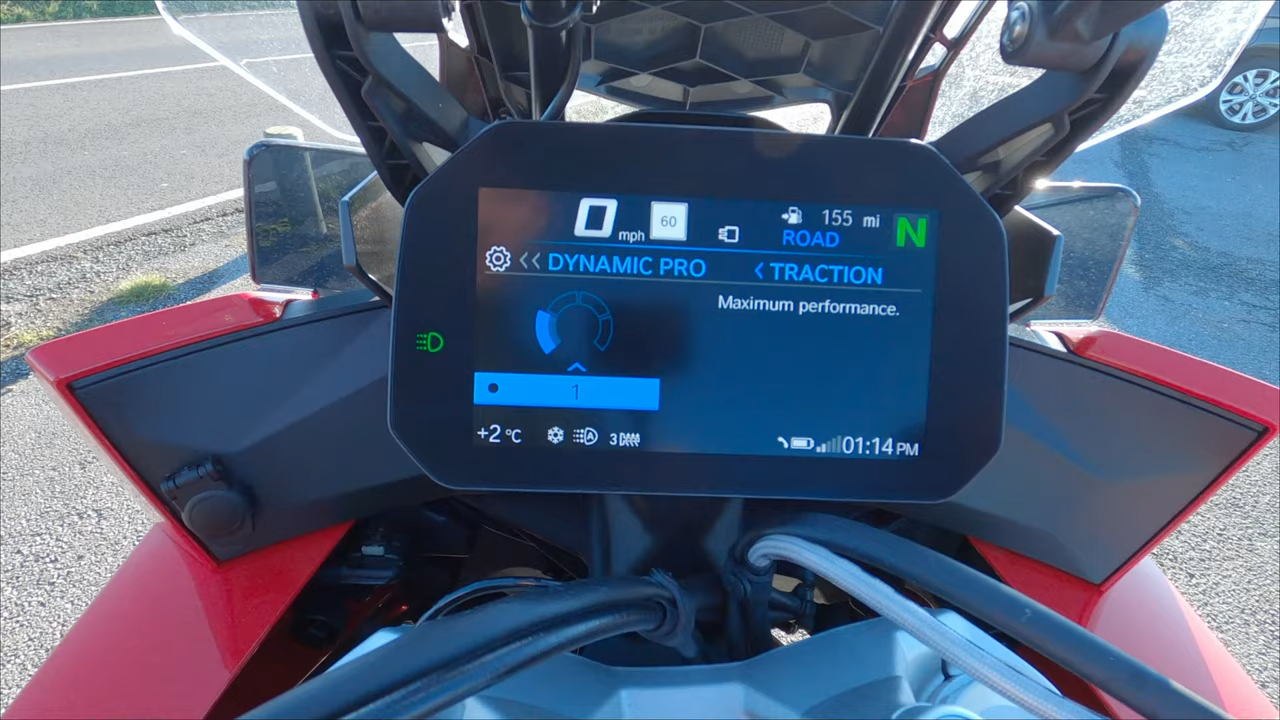 0 mph 60 155 mi N
ROAD
<< DYNAMIC PRO < TRACTION
Maximum performance.
1
+2 °C A 3 01:14 PM